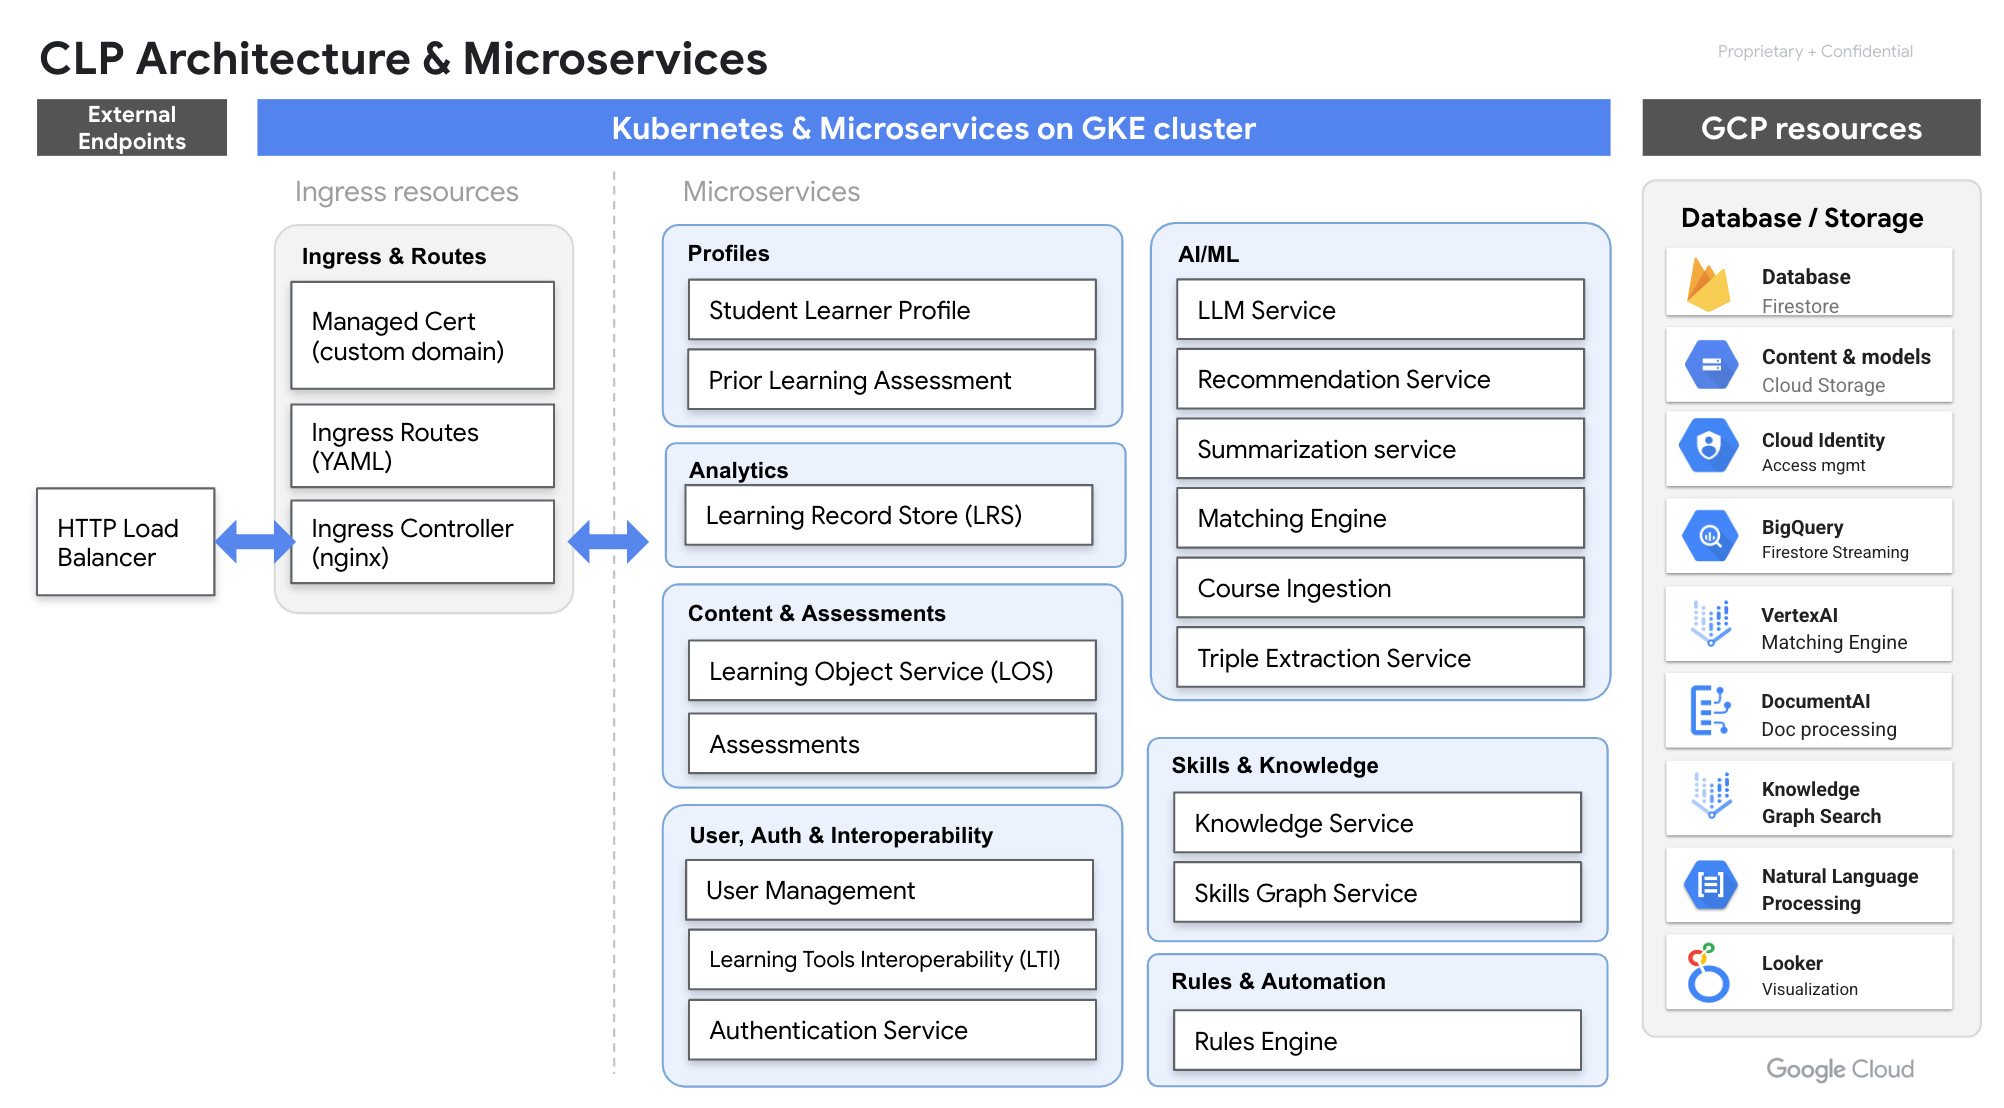 CLP Architecture & Microservices
Proprietary + Confidential
External
Endpoints
Kubernetes & Microservices on GKE cluster
GCP resources
Ingress resources
Microservices
HTTP Load
Balancer
Ingress & Routes
Managed Cert
(custom domain)
Ingress Routes
(YAML)
Ingress Controller
(nginx)
Profiles
Student Learner Profile
Prior Learning Assessment
Analytics
Learning Record Store (LRS)
Content & Assessments
Learning Object Service (LOS)
Assessments
User, Auth & Interoperability
User Management
Learning Tools Interoperability (LTI)
Authentication Service
AI/ML
LLM Service
Recommendation Service
Summarization service
Matching Engine
Course Ingestion
Triple Extraction Service
Skills & Knowledge
Knowledge Service
Skills Graph Service
Rules & Automation
Rules Engine
Database / Storage
Database
Firestore
Content & models
Cloud Storage
Cloud Identity
Access mgmt
BigQuery
Firestore Streaming
VertexAI
Matching Engine
DocumentAI
Doc processing
Knowledge
Graph Search
Natural Language
Processing
Looker
Visualization
Google Cloud